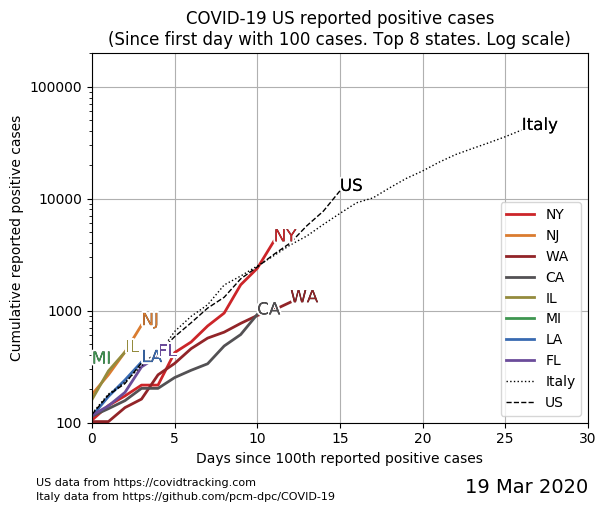 COVID-19 US reported positive cases
(Since first day with 100 cases. Top 8 states. Log scale)
Cumulative reported positive cases
100000
10000
1000
100
Italy
US
NY
WA
CA
NJ
IL
MI
LA
FL
NY
NJ
WA
CA
IL
MI
LA
FL
Italy
US
0 5 10 15 20 25 30
Days since 100th reported positive cases
US data from https://covidtracking.com
Italy data from https://github.com/pcm-dpc/COVID-19
19 Mar 2020